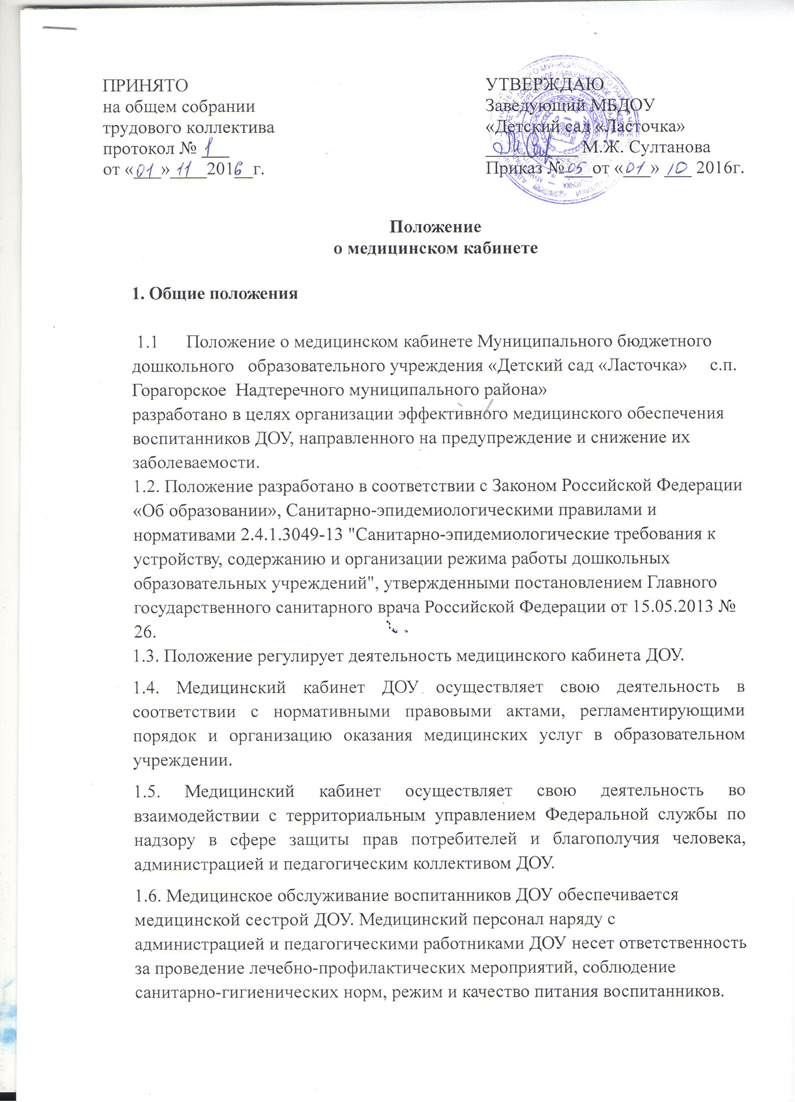 ПРИНЯТО
на общем собрании
трудового коллектива
протокол № 1
от «01» 11 2016 г.
УТВЕРЖДАЮ
Заведующий МБДОУ
«Детский сад «Ласточка»
М.Ж. Султанова
Приказ № 05 от «01» 10 2016г.
Положение
о медицинском кабинете
1. Общие положения
1.1 Положение о медицинском кабинете Муниципального бюджетного
дошкольного образовательного учреждения «Детский сад «Ласточка» с.п.
Горагорское Надтеречного муниципального района»
разработано в целях организации эффективного медицинского обеспечения
воспитанников ДОУ, направленного на предупреждение и снижение их
заболеваемости.
1.2. Положение разработано в соответствии с Законом Российской Федерации
«Об образовании», Санитарно-эпидемиологическими правилами и
нормативами 2.4.1.3049-13 "Санитарно-эпидемиологические требования к
устройству, содержанию и организации режима работы дошкольных
образовательных учреждений", утвержденными постановлением Главного
государственного санитарного врача Российской Федерации от 15.05.2013 №
26.
1.3. Положение регулирует деятельность медицинского кабинета ДОУ.
1.4. Медицинский кабинет ДОУ осуществляет свою деятельность в
соответствии с нормативными правовыми актами, регламентирующими
порядок и организацию оказания медицинских услуг в образовательном
учреждении.
1.5. Медицинский кабинет осуществляет свою деятельность во
взаимодействии с территориальным управлением Федеральной службы по
надзору в сфере защиты прав потребителей и благополучия человека,
администрацией и педагогическим коллективом ДОУ.
1.6. Медицинское обслуживание воспитанников ДОУ обеспечивается
медицинской сестрой ДОУ. Медицинский персонал наряду с
администрацией и педагогическими работниками ДОУ несет ответственность
за проведение лечебно-профилактических мероприятий, соблюдение
санитарно-гигиенических норм, режим и качество питания воспитанников.